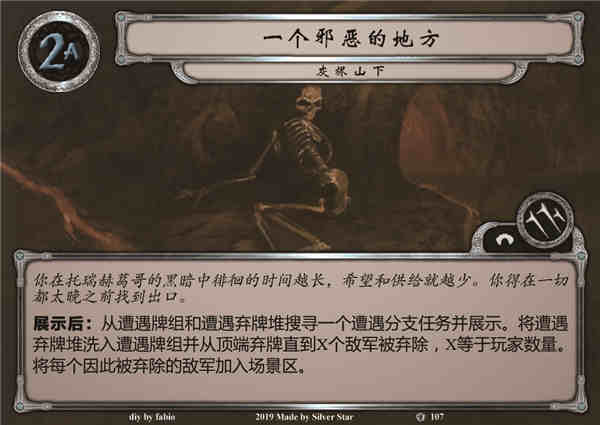 2A
一个邪恶的地方
灰烬山下
你在托瑞赫葛哥的黑暗中徘徊的时间越长，希望和供给就越少。你得在一切
都太晚之前找到出口。
展示后：从遭遇牌组和遭遇弃牌堆搜寻一个遭遇分支任务并展示。将遭遇
弃牌堆洗入遭遇牌组并从顶端弃牌直到X个敌军被弃除，X等于玩家数量。
将每个因此被弃除的敌军加入场景区。
diy by fabio
2019 Made by Silver Star
107